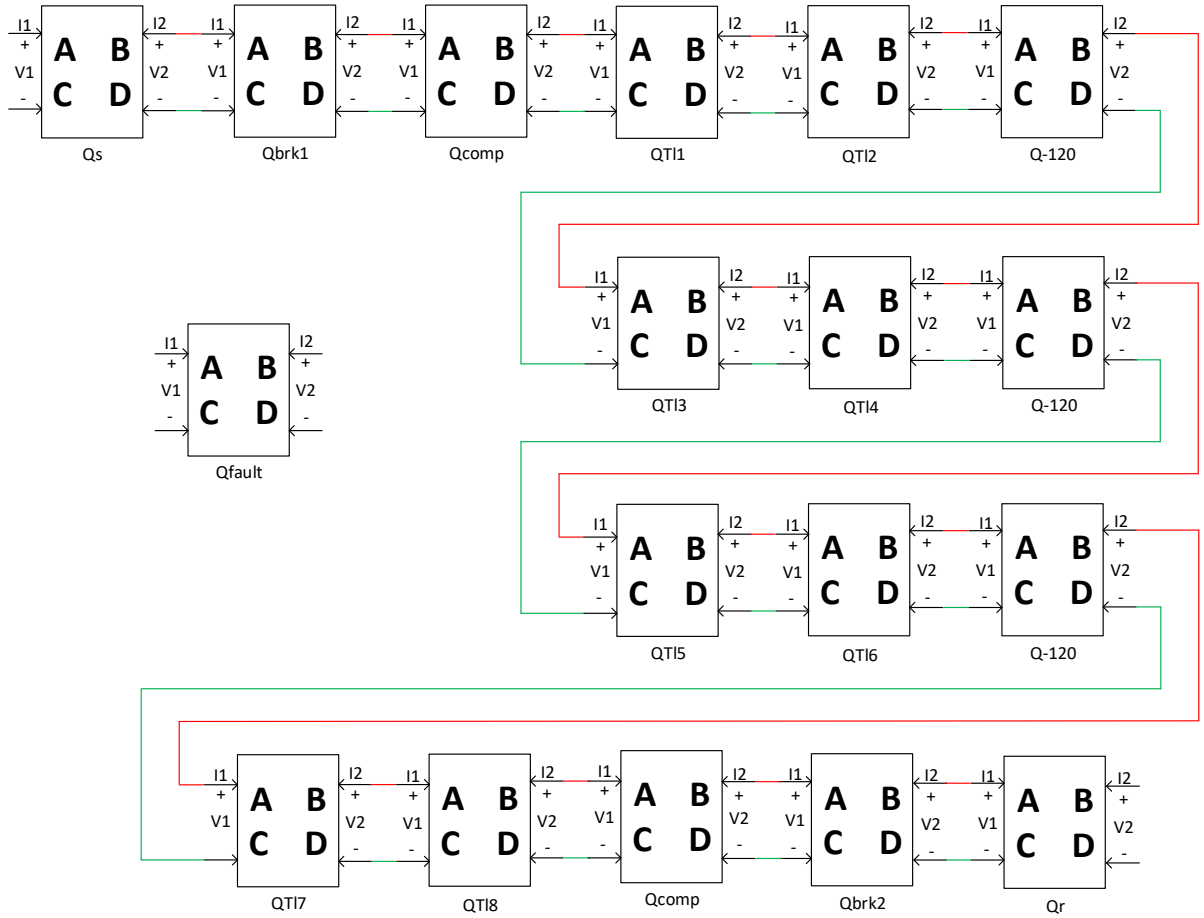 I1 I2 I1 I2 I1 I2 I1 I2 I1 I2 I1 I2
+ + + + + + + + + + + +
A B A B A B A B A B A B
V1 V2 V1 V2 V1 V2 V1 V2 V1 V2 V1 V2
C D C D C D C D C D C D
- - - - - - - - - - - -
Qs Qbrk1 Qcomp QTl1 QTl2 Q-120
I1 I2 I1 I2 I1 I2
+ + + + + +
A B A B A B
V1 V2 V1 V2 V1 V2
C D C D C D
- - - - - -
QTl3 QTl4 Q-120
I1 I2
+ +
A B
V1 V2
C D
- -
Qfault
I1 I2 I1 I2 I1 I2
+ + + + + +
A B A B A B
V1 V2 V1 V2 V1 V2
C D C D C D
- - - - - -
QTl5 QTl6 Q-120
I1 I2 I1 I2 I1 I2 I1 I2 I1 I2
+ + + + + + + + + +
A B A B A B A B A B
V1 V2 V1 V2 V1 V2 V1 V2 V1 V2
C D C D C D C D C D
- - - - - - - - - -
QTl7 QTl8 Qcomp Qbrk2 Qr